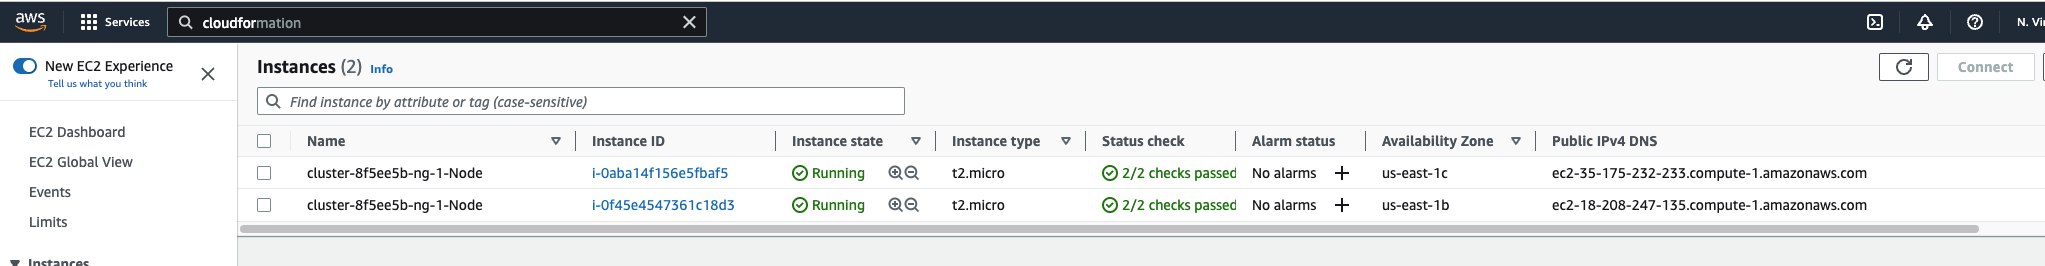 aws Services cloudformation N. Vi
New EC2 Experience
Tell us what you think
EC2 Dashboard
EC2 Global View
Events
Limits
Instances
Instances (2) Info
Connect
Find instance by attribute or tag (case-sensitive)
Name Instance ID Instance state Instance type Status check Alarm status Availability Zone Public IPv4 DNS
cluster-8f5ee5b-ng-1-Node i-0aba14f156e5fbaf5 Running t2.micro 2/2 checks passed No alarms us-east-1c ec2-35-175-232-233.compute-1.amazonaws.com
cluster-8f5ee5b-ng-1-Node i-0f45e4547361c18d3 Running t2.micro 2/2 checks passed No alarms us-east-1b ec2-18-208-247-135.compute-1.amazonaws.com